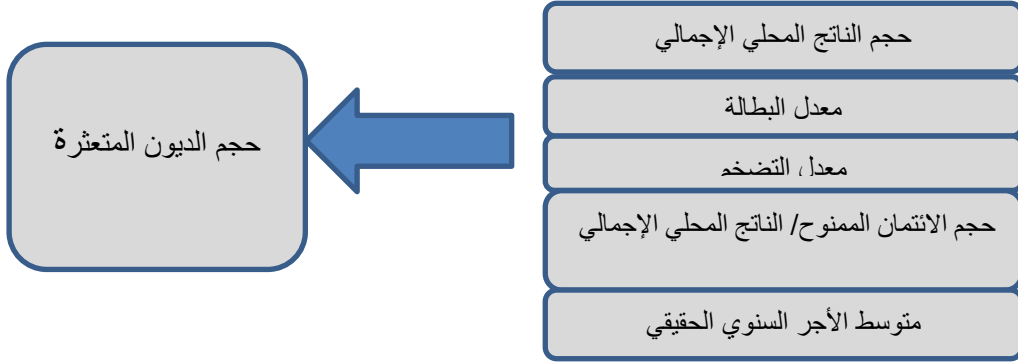 حجم الناتج المحلي الإجمالي
معدل البطالة
معدل التضخم
حجم الائتمان الممنوح/ الناتج المحلي الإجمالي
متوسط الأجر السنوي الحقيقي
حجم الديون المتعثرة